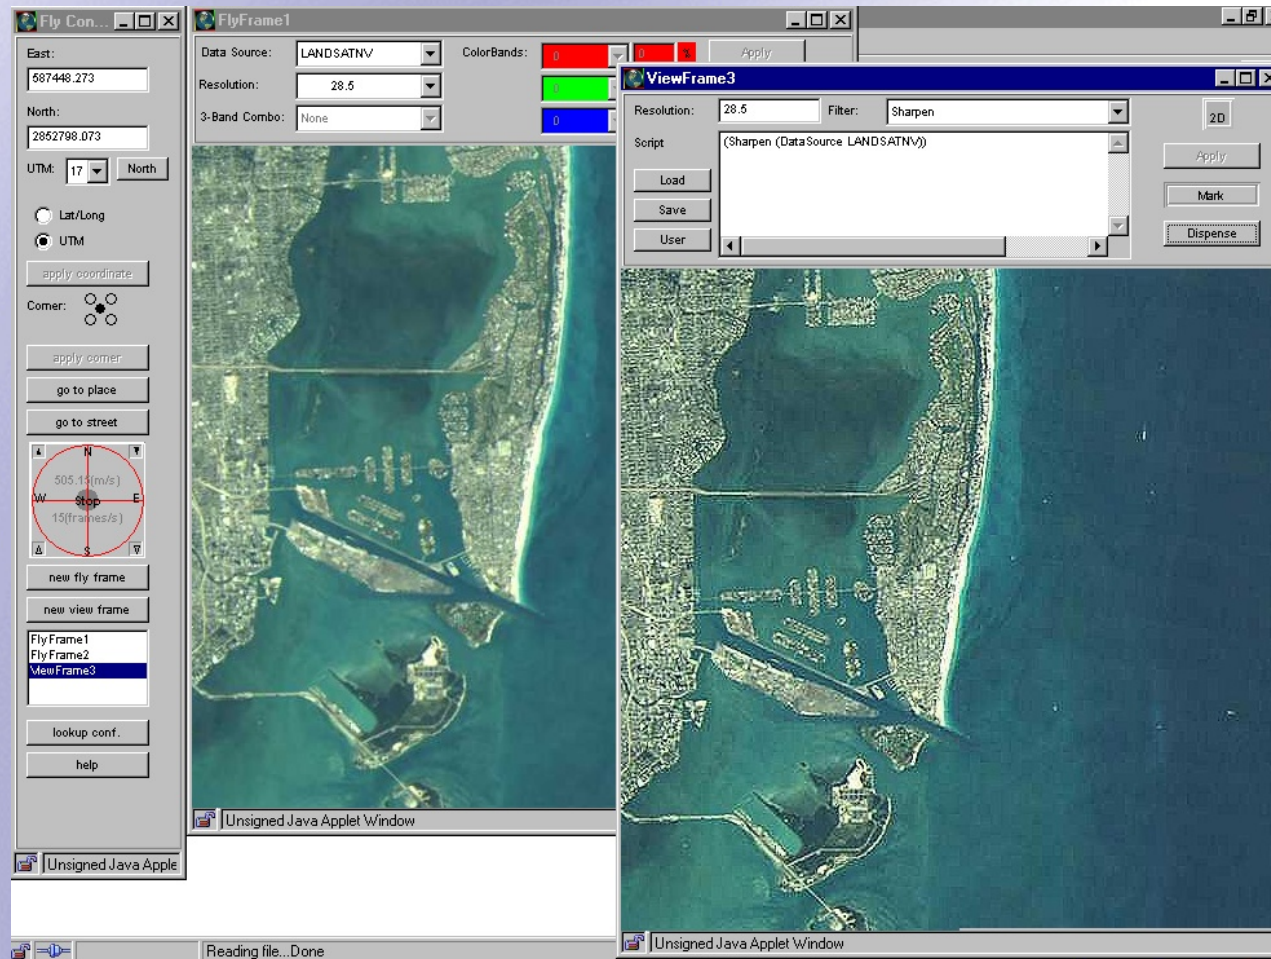 Fly Con...
East:
587448.273
North:
2852798.073
UTM: 17 North
Lat/Long
UTM
apply coordinate
Corner:
apply corner
go to place
go to street
N
505.15(m/s)
W Stop E
15(frames/s)
S
new fly frame
new view frame
FlyFrame1
FlyFrame2
ViewFrame3
lookup conf.
help
Unsigned Java Apple
FlyFrame1
Data Source: LANDSATNV ColorBands: 0 0 % Apply
Resolution: 28.5 0
3-Band Combo: None 0
Unsigned Java Applet Window
ViewFrame3
Resolution: 28.5 Filter: Sharpen 2D
Script (Sharpen (DataSource LANDSATNV)) Apply
Load Mark
Save
User Dispense
Unsigned Java Applet Window
Reading file...Done